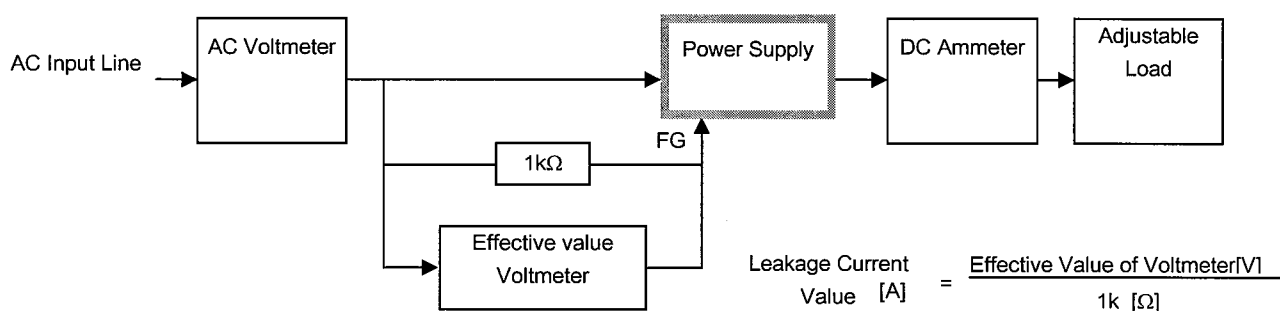 AC Input Line
AC Voltmeter
Power Supply
DC Ammeter
Adjustable
Load
FG
1kΩ
Effective value
Voltmeter
Leakage Current
Value [A]
=
Effective Value of Voltmeter[V]
1k [Ω]